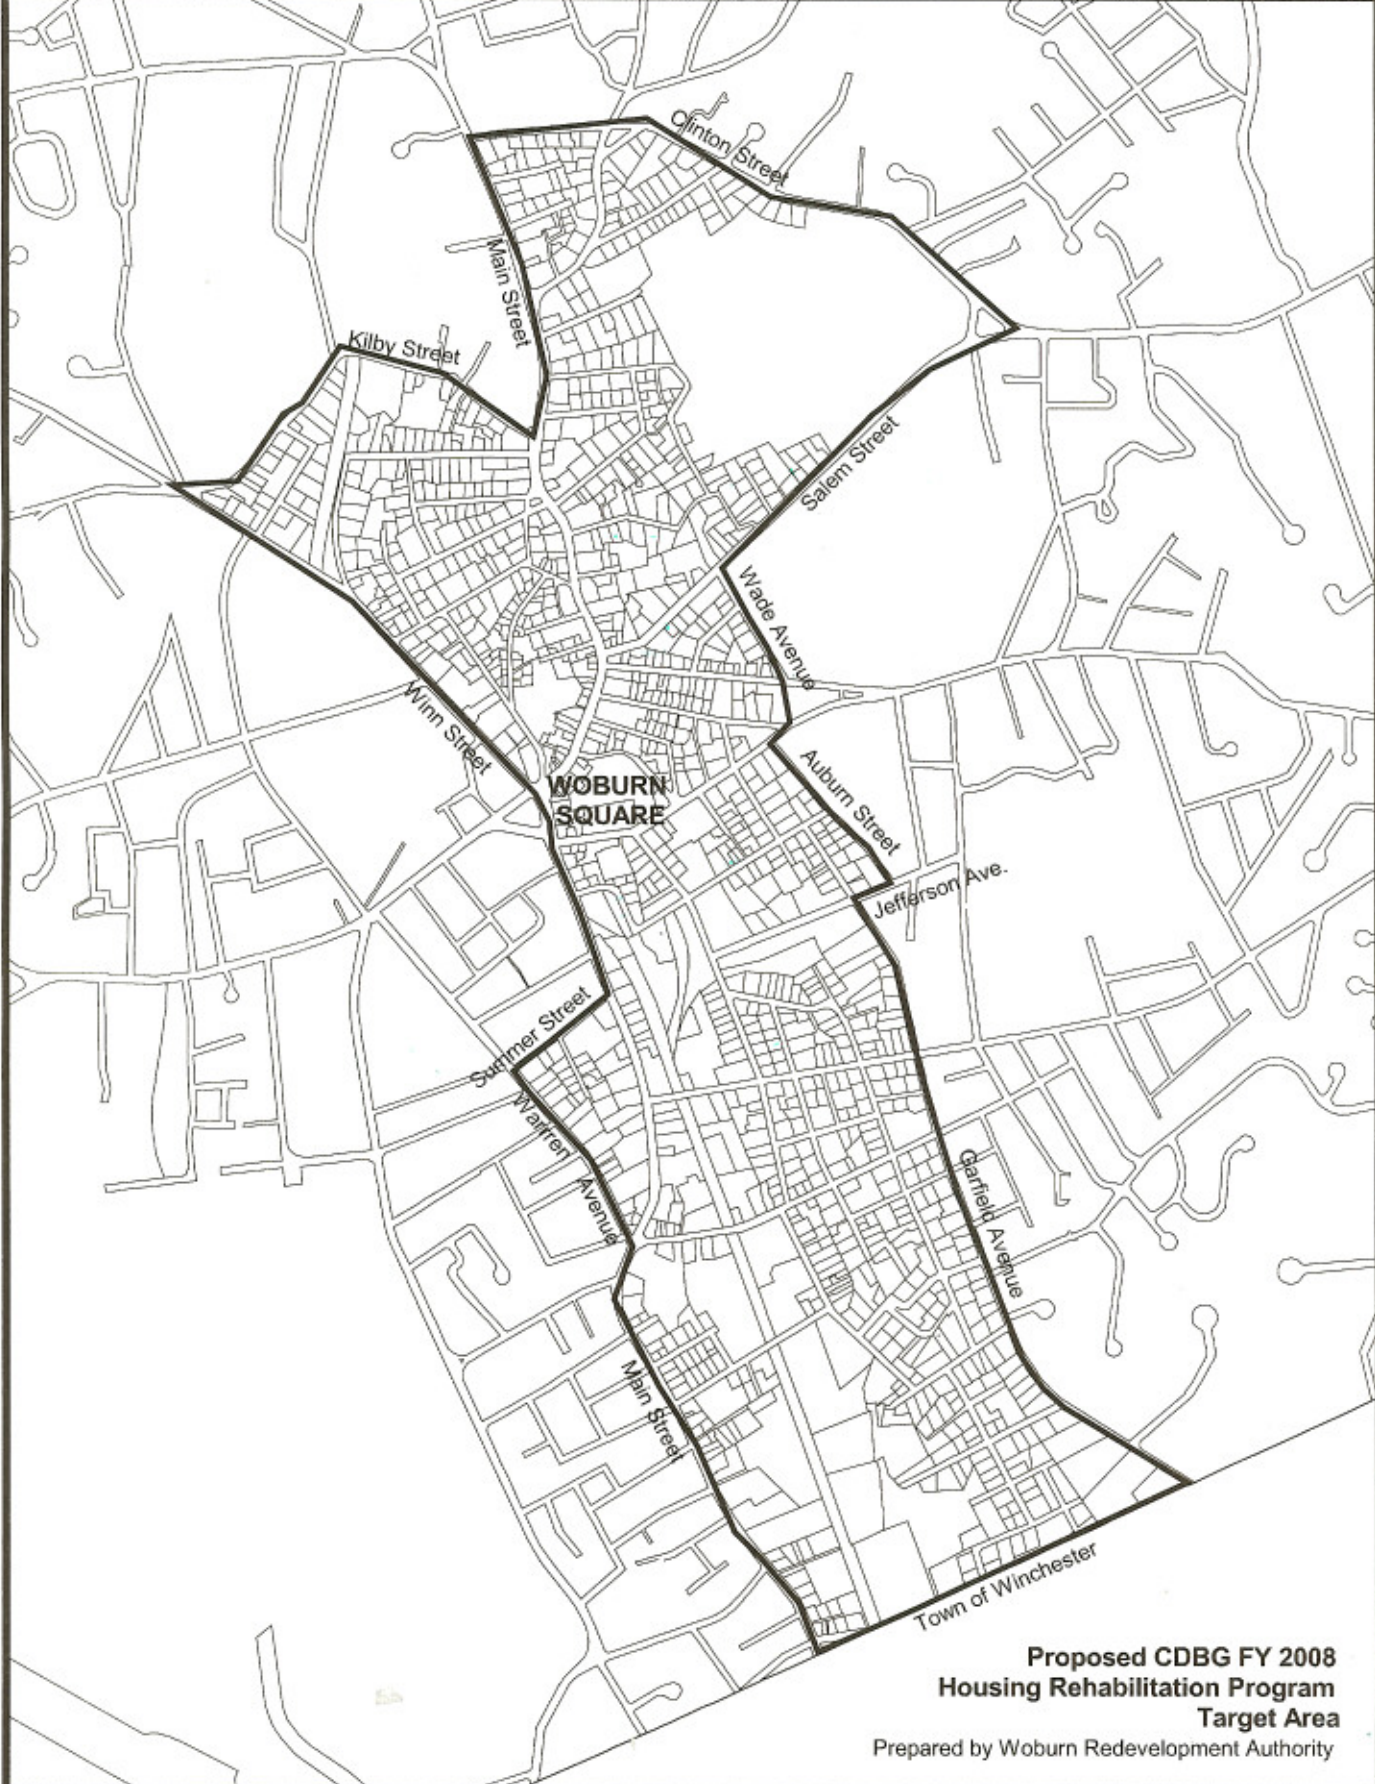 Clinton Street
Main Street
Kilby Street
Salem Street
Wade Avenue
Winn Street
WOBURN
SQUARE
Auburn Street
Jefferson Ave.
Summer Street
Warren
Avenue
Garfield Avenue
Main Street
Town of Winchester
Proposed CDBG FY 2008
Housing Rehabilitation Program
Target Area
Prepared by Woburn Redevelopment Authority